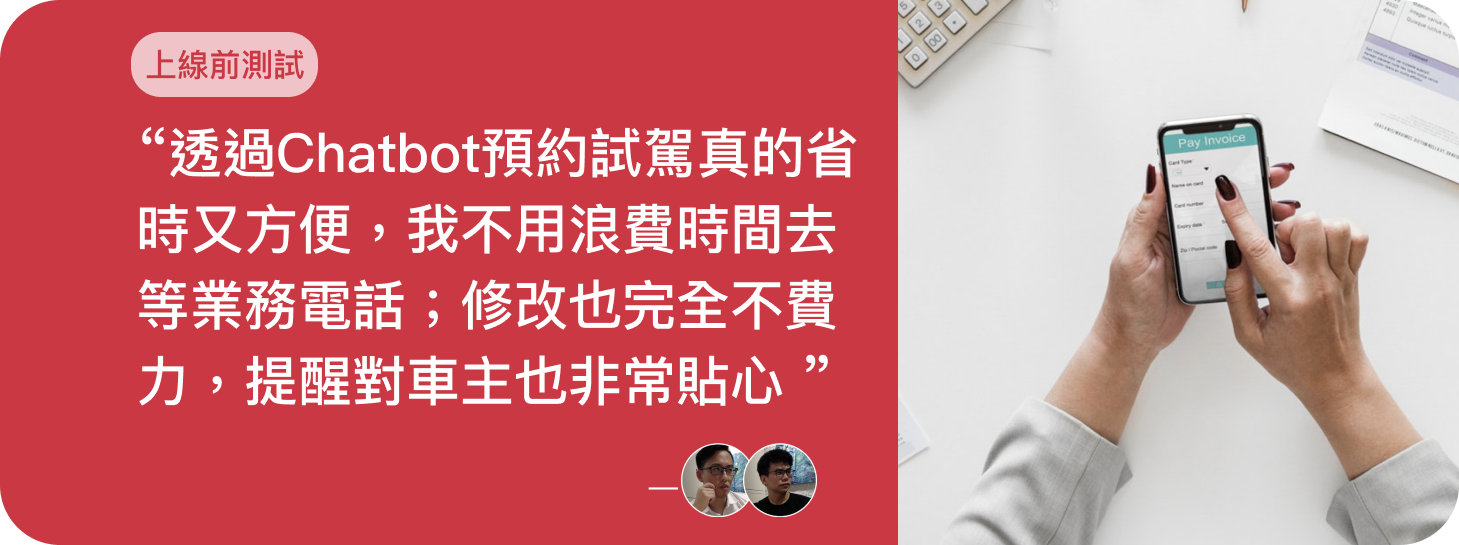 上線前測試
“透過Chatbot預約試駕真的省
時又方便，我不用浪費時間去
等業務電話；修改也完全不費
力，提醒對車主也非常貼心 ”
—
Pay Invoice
Card Type
Name on card
Card number
Expiry date
Zip / Postal code